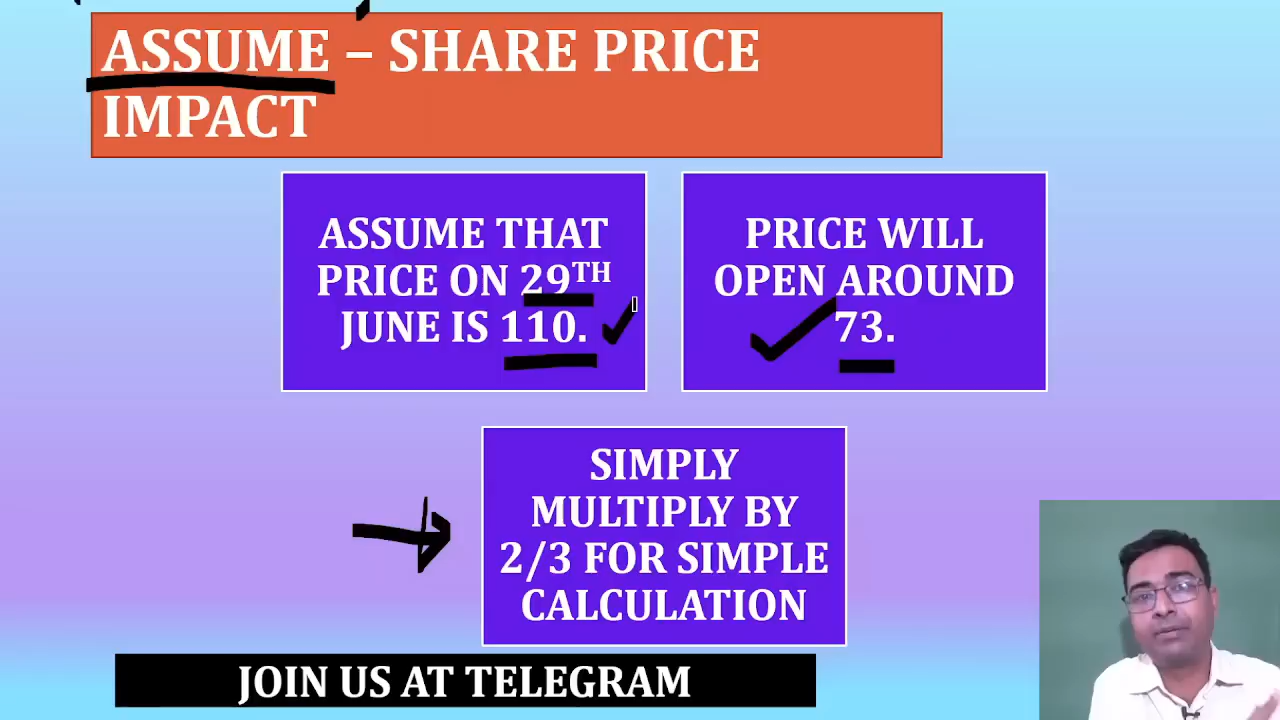 ASSUME – SHARE PRICE
IMPACT
ASSUME THAT
PRICE ON 29TH
JUNE IS 110.
PRICE WILL
OPEN AROUND
73.
SIMPLY
MULTIPLY BY
2/3 FOR SIMPLE
CALCULATION
JOIN US AT TELEGRAM